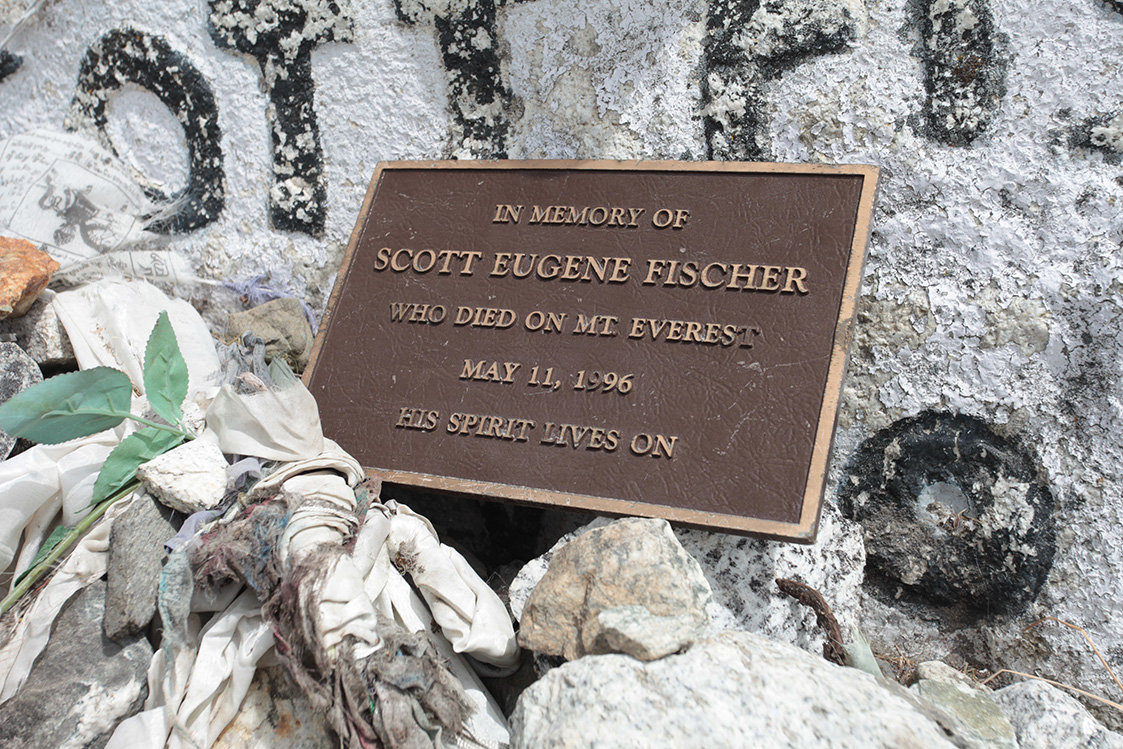 IN MEMORY OF
SCOTT EUGENE FISCHER
WHO DIED ON MT. EVEREST
MAY 11, 1996
HIS SPIRIT LIVES ON